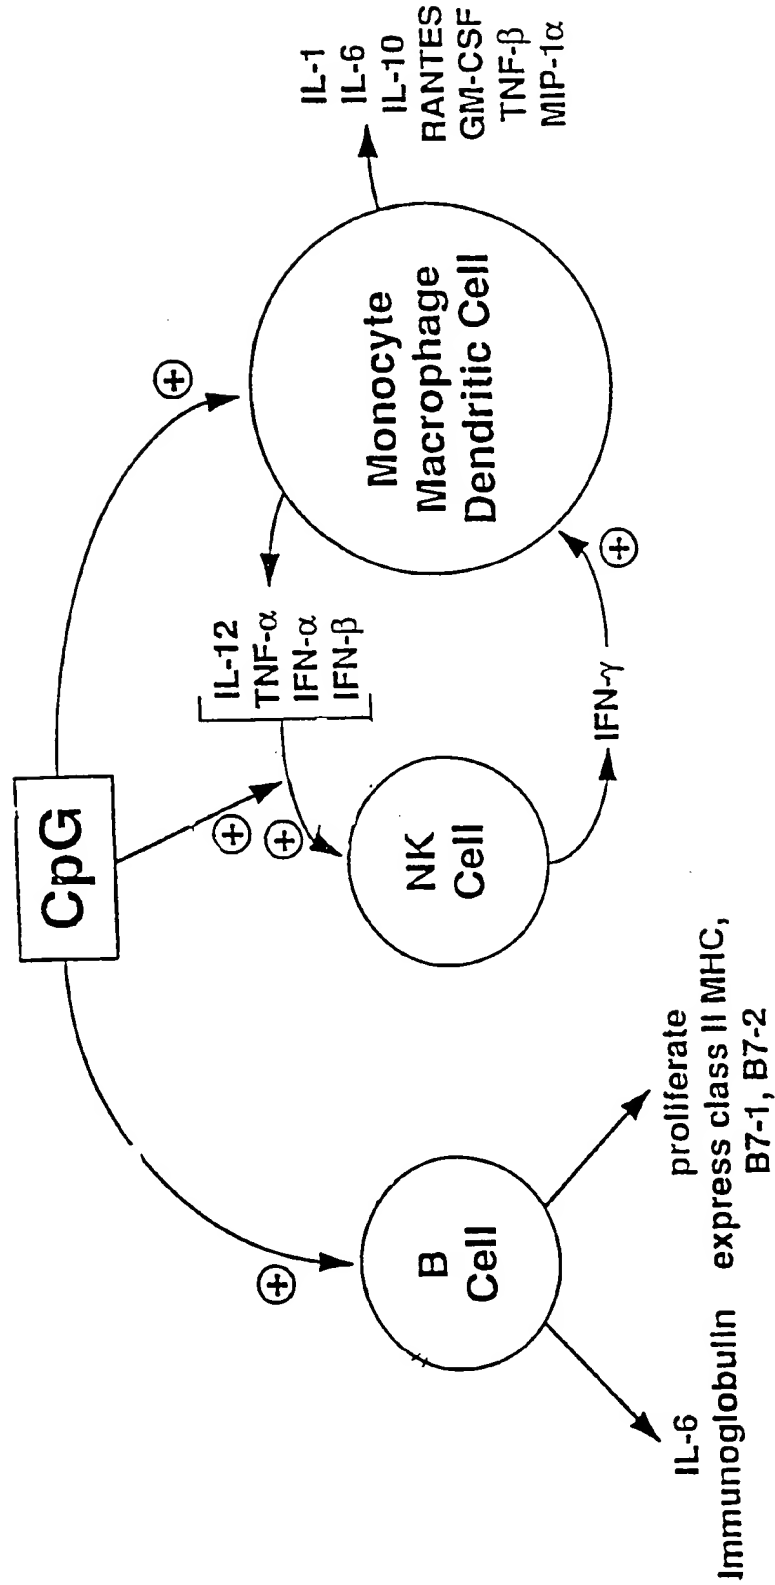 CpG
IL-12
TNF-α
IFN-α
IFN-β
IL-1
IL-6
IL-10
RANTES
GM-CSF
TNF-β
MIP-1α
B
Cell
NK
Cell
Monocyte
Macrophage
Dendritic Cell
IFN-γ
IL-6
Immunoglobulin
proliferate
express class II MHC,
B7-1, B7-2
+
+
+
+
+